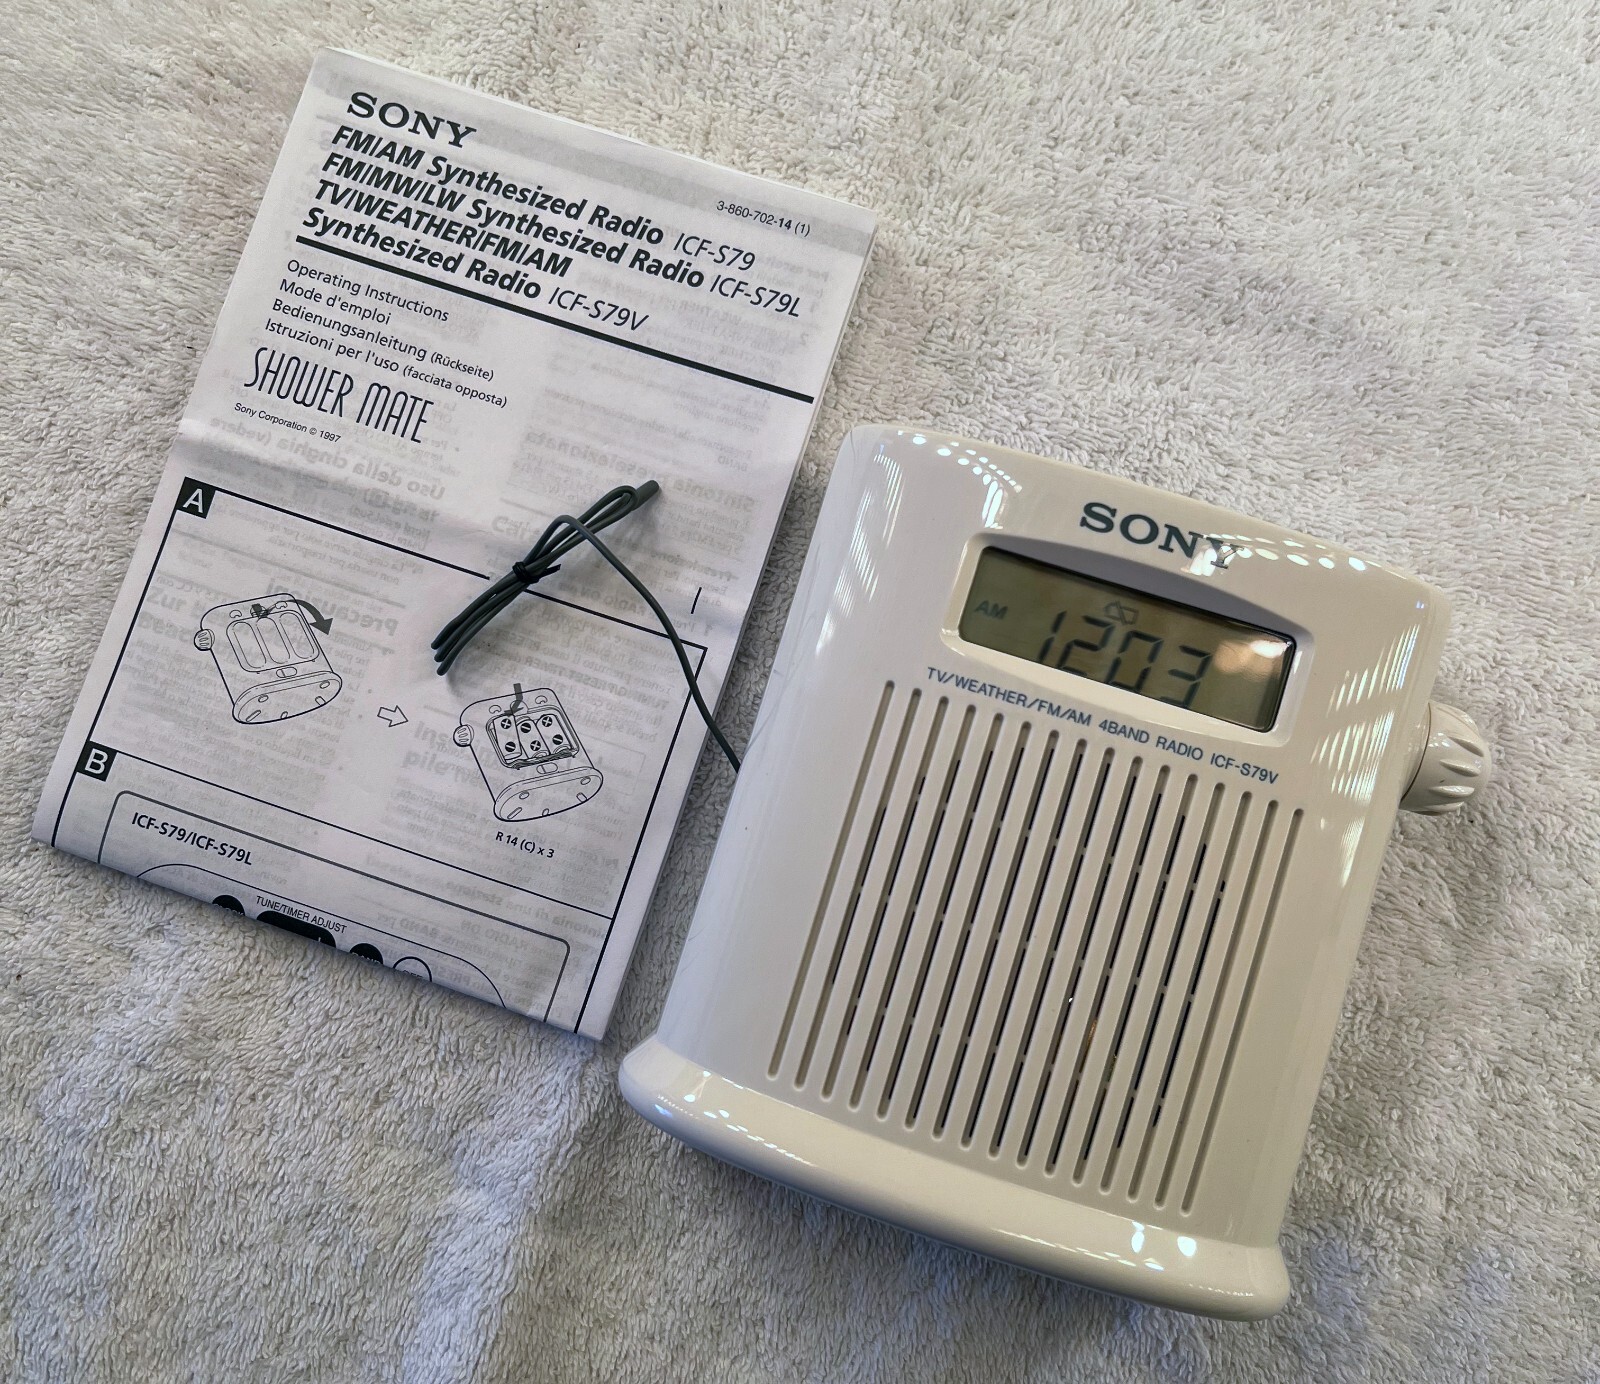 SONY
3-860-702-14 (1)
FM/AM Synthesized Radio ICF-S79
FM/MW/LW Synthesized Radio ICF-S79L
TV/WEATHER/FM/AM
Synthesized Radio ICF-S79V
Operating Instructions
Mode d'emploi
Bedienungsanleitung (Rückseite)
Istruzioni per l'uso (facciata opposta)
SHOWER MATE
Sony Corporation © 1997
A
R 14 (C) x 3
B
ICF-S79/ICF-S79L
TUNE/TIMER ADJUST
SONY
AM 1203
TV/WEATHER/FM/AM 4BAND RADIO ICF-S79V